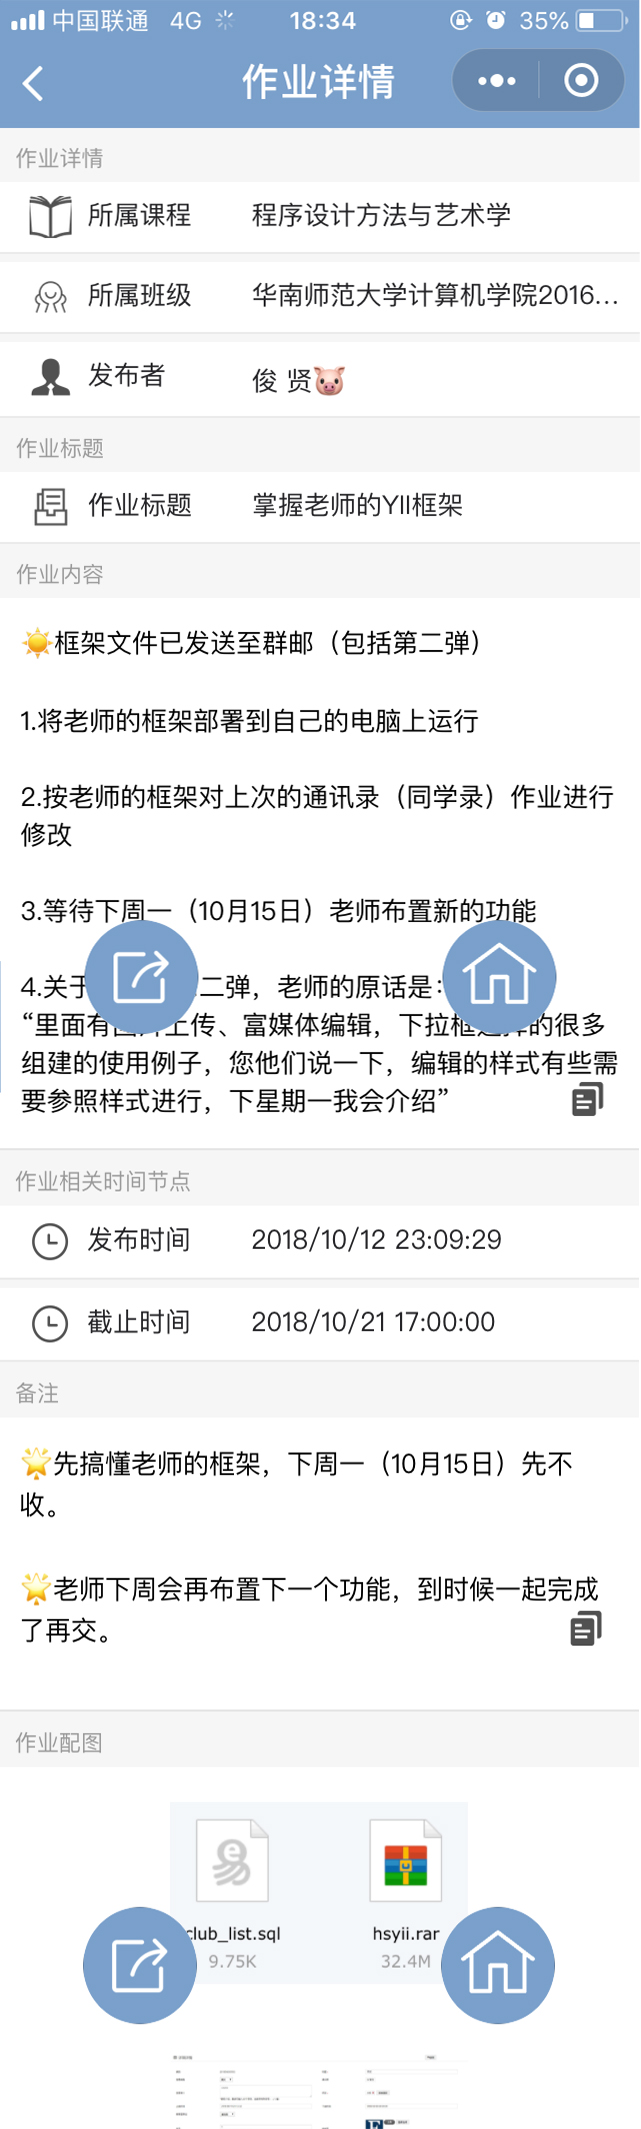 中国联通 4G 18:34 35%
作业详情
作业详情
所属课程 程序设计方法与艺术学
所属班级 华南师范大学计算机学院2016...
发布者 俊 贤
作业标题
作业标题 掌握老师的YII框架
作业内容
框架文件已发送至群邮（包括第二弹）
1.将老师的框架部署到自己的电脑上运行
2.按老师的框架对上次的通讯录（同学录）作业进行
修改
3.等待下周一（10月15日）老师布置新的功能
4.关于 二弹，老师的原话是：
“里面有 上传、富媒体编辑，下拉框 的很多
组建的使用例子，您他们说一下，编辑的样式有些需
要参照样式进行，下星期一我会介绍”
作业相关时间节点
发布时间 2018/10/12 23:09:29
截止时间 2018/10/21 17:00:00
备注
先搞懂老师的框架，下周一（10月15日）先不
收。
老师下周会再布置下一个功能，到时候一起完成
了再交。
作业配图
club_list.sql hsyii.rar
9.75K 32.4M